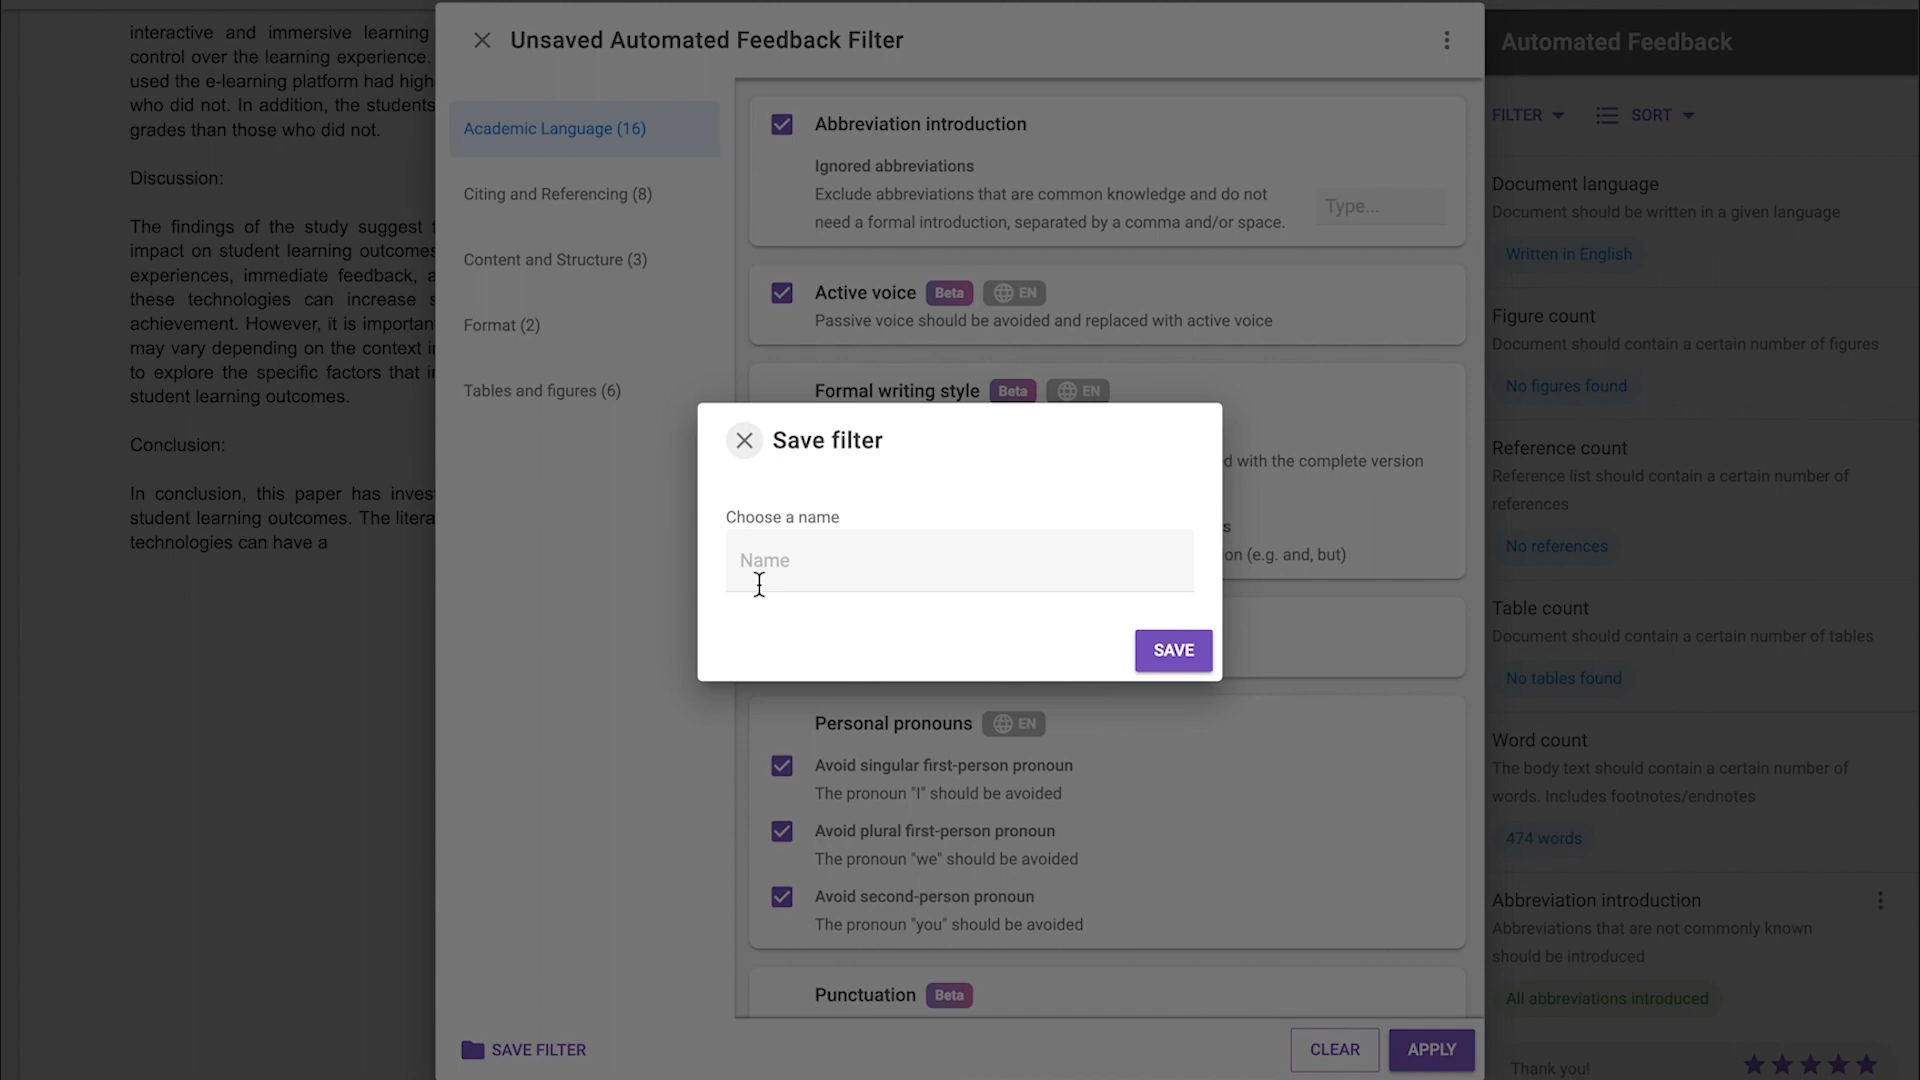 interactive and immersive learning
control over the learning experience.
used the e-learning platform had high
who did not. In addition, the students
grades than those who did not.
Discussion:
The findings of the study suggest
impact on student learning outcomes
experiences, immediate feedback,
these technologies can increase
achievement. However, it is important
may vary depending on the context
to explore the specific factors that
student learning outcomes.
Conclusion:
In conclusion, this paper has inves
student learning outcomes. The litera
technologies can have a
Unsaved Automated Feedback Filter
Academic Language (16)
Citing and Referencing (8)
Content and Structure (3)
Format (2)
Tables and figures (6)
Abbreviation introduction
Ignored abbreviations
Exclude abbreviations that are common knowledge and do not
need a formal introduction, separated by a comma and/or space.
Type...
Active voice Beta EN
Passive voice should be avoided and replaced with active voice
Formal writing style Beta EN
d with the complete version
s
on (e.g. and, but)
Save filter
Choose a name
Name
SAVE
Personal pronouns EN
Avoid singular first-person pronoun
The pronoun "I" should be avoided
Avoid plural first-person pronoun
The pronoun "we" should be avoided
Avoid second-person pronoun
The pronoun "you" should be avoided
Punctuation Beta
SAVE FILTER
CLEAR
APPLY
Automated Feedback
FILTER
SORT
Document language
Document should be written in a given language
Written in English
Figure count
Document should contain a certain number of figures
No figures found
Reference count
Reference list should contain a certain number of
references
No references
Table count
Document should contain a certain number of tables
No tables found
Word count
The body text should contain a certain number of
words. Includes footnotes/endnotes
474 words
Abbreviation introduction
Abbreviations that are not commonly known
should be introduced
All abbreviations introduced
Thank you!